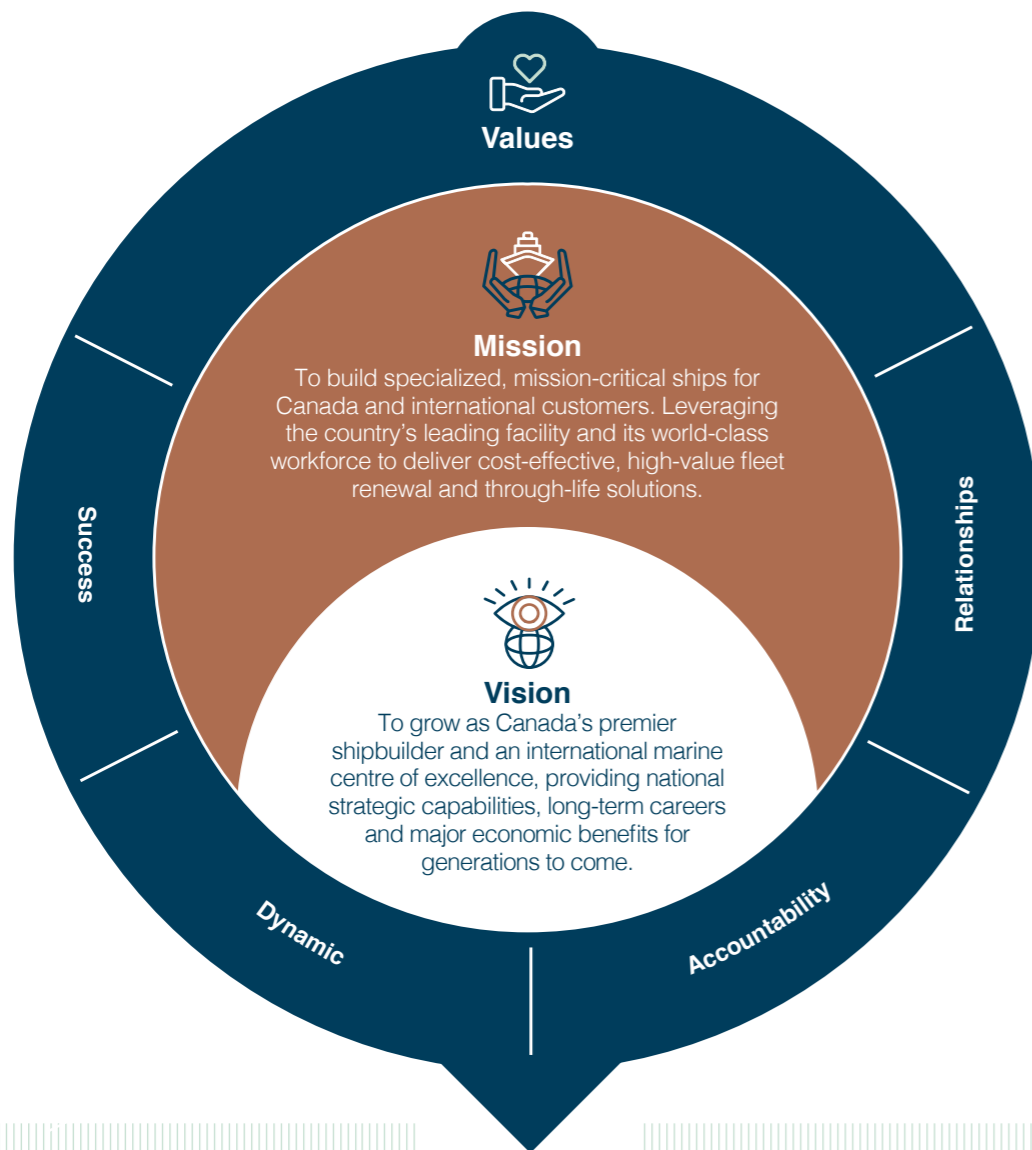 Values
Mission
To build specialized, mission-critical ships for
Canada and international customers. Leveraging
the country’s leading facility and its world-class
workforce to deliver cost-effective, high-value fleet
renewal and through-life solutions.
Success
Relationships
Vision
To grow as Canada’s premier
shipbuilder and an international marine
centre of excellence, providing national
strategic capabilities, long-term careers
and major economic benefits for
generations to come.
Dynamic
Accountability